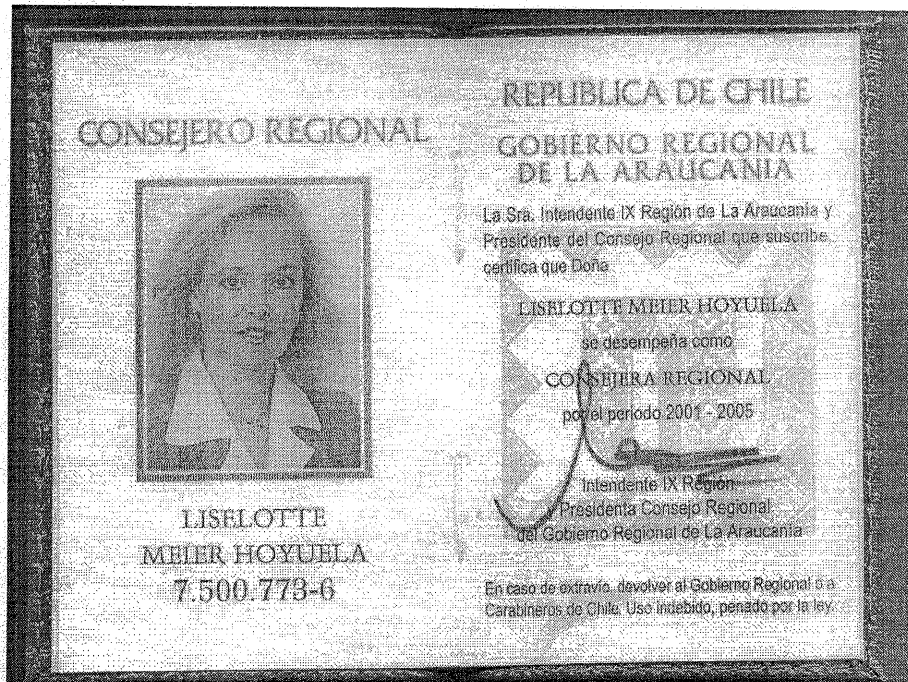 CONSEJERO REGIONAL
LISELOTTE
MEIER HOYUELA
7.500.773-6
REPUBLICA DE CHILE
GOBIERNO REGIONAL
DE LA ARAUCANIA
La Sra. Intendente IX Región de La Araucanía y
Presidente del Consejo Regional que suscribe,
certifica que Doña
LISELOTTE MEIER HOYUELA
se desempeña como
CONSEJERA REGIONAL
por el periodo 2001 - 2005
Intendente IX Región
Presidenta Consejo Regional
del Gobierno Regional de La Araucanía
En caso de extravío, devolver al Gobierno Regional o a
Carabineros de Chile. Uso indebido, penado por la ley.